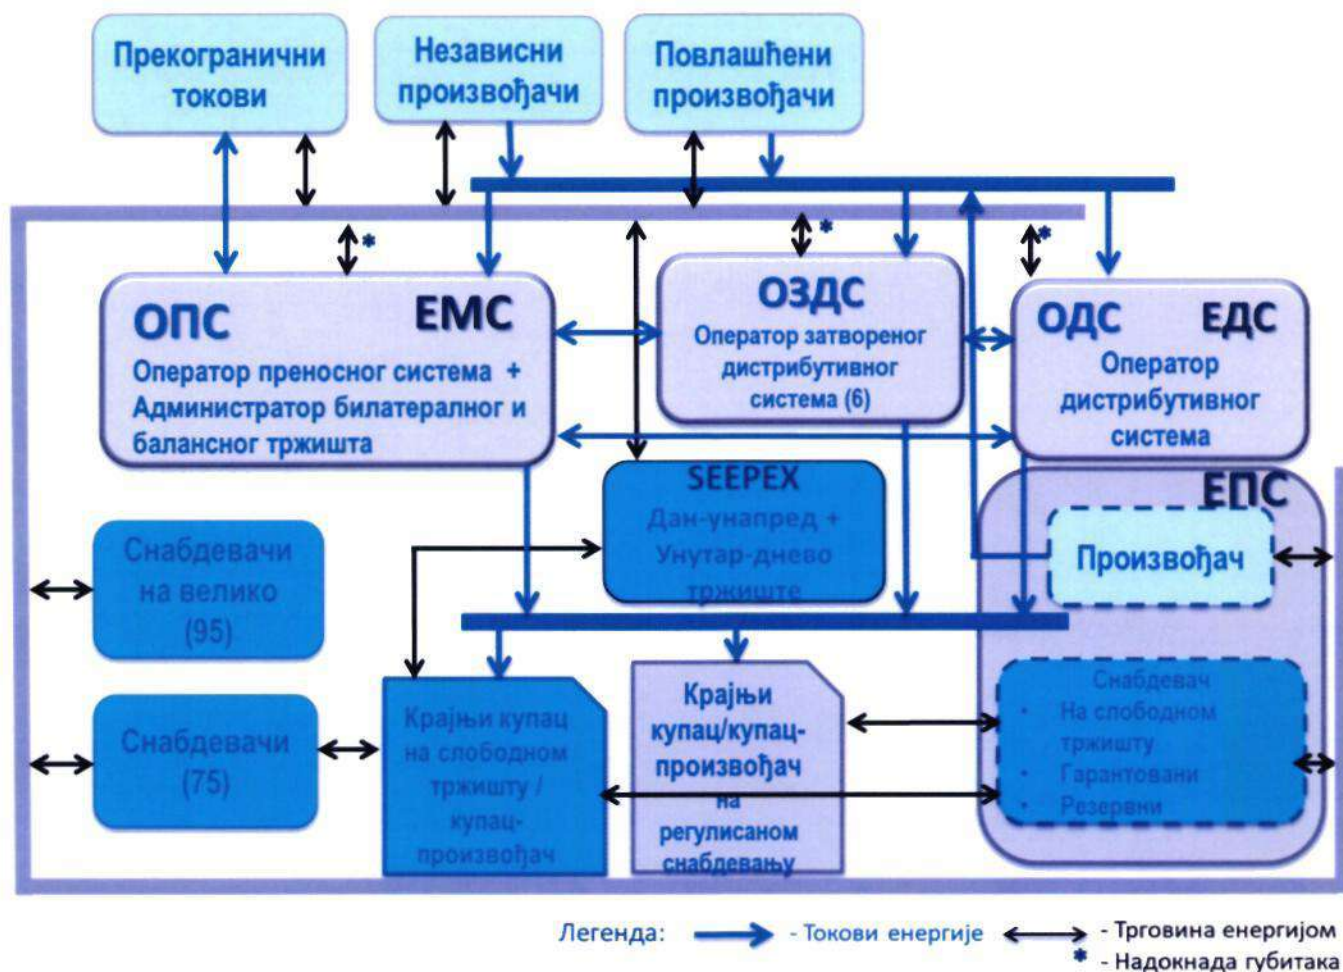 Прекогранични
токови
Независни
произвођачи
Повлашћени
произвођачи
*
*
*
ОПС ЕМС
Оператор преносног система +
Администратор билатералног и
балансног тржишта
ОЗДС
Оператор затвореног
дистрибутивног
система (6)
ОДС ЕДС
Оператор
дистрибутивног
система
SEEPEX
Дан-унапред +
Унутар-днево
тржиште
ЕПС
Произвођач
Снабдевачи
на велико
(95)
Снабдевачи
(75)
Крајњи купац
на слободном
тржишту /
купац-
произвођач
Крајњи
купац/купац-
произвођач
на
регулисаном
снабдевању
Снабдевач
• На слободном
тржишту
• Гарантовани
• Резервни
Легенда: - Токови енергије - Трговина енергијом
* - Надокнада губитака